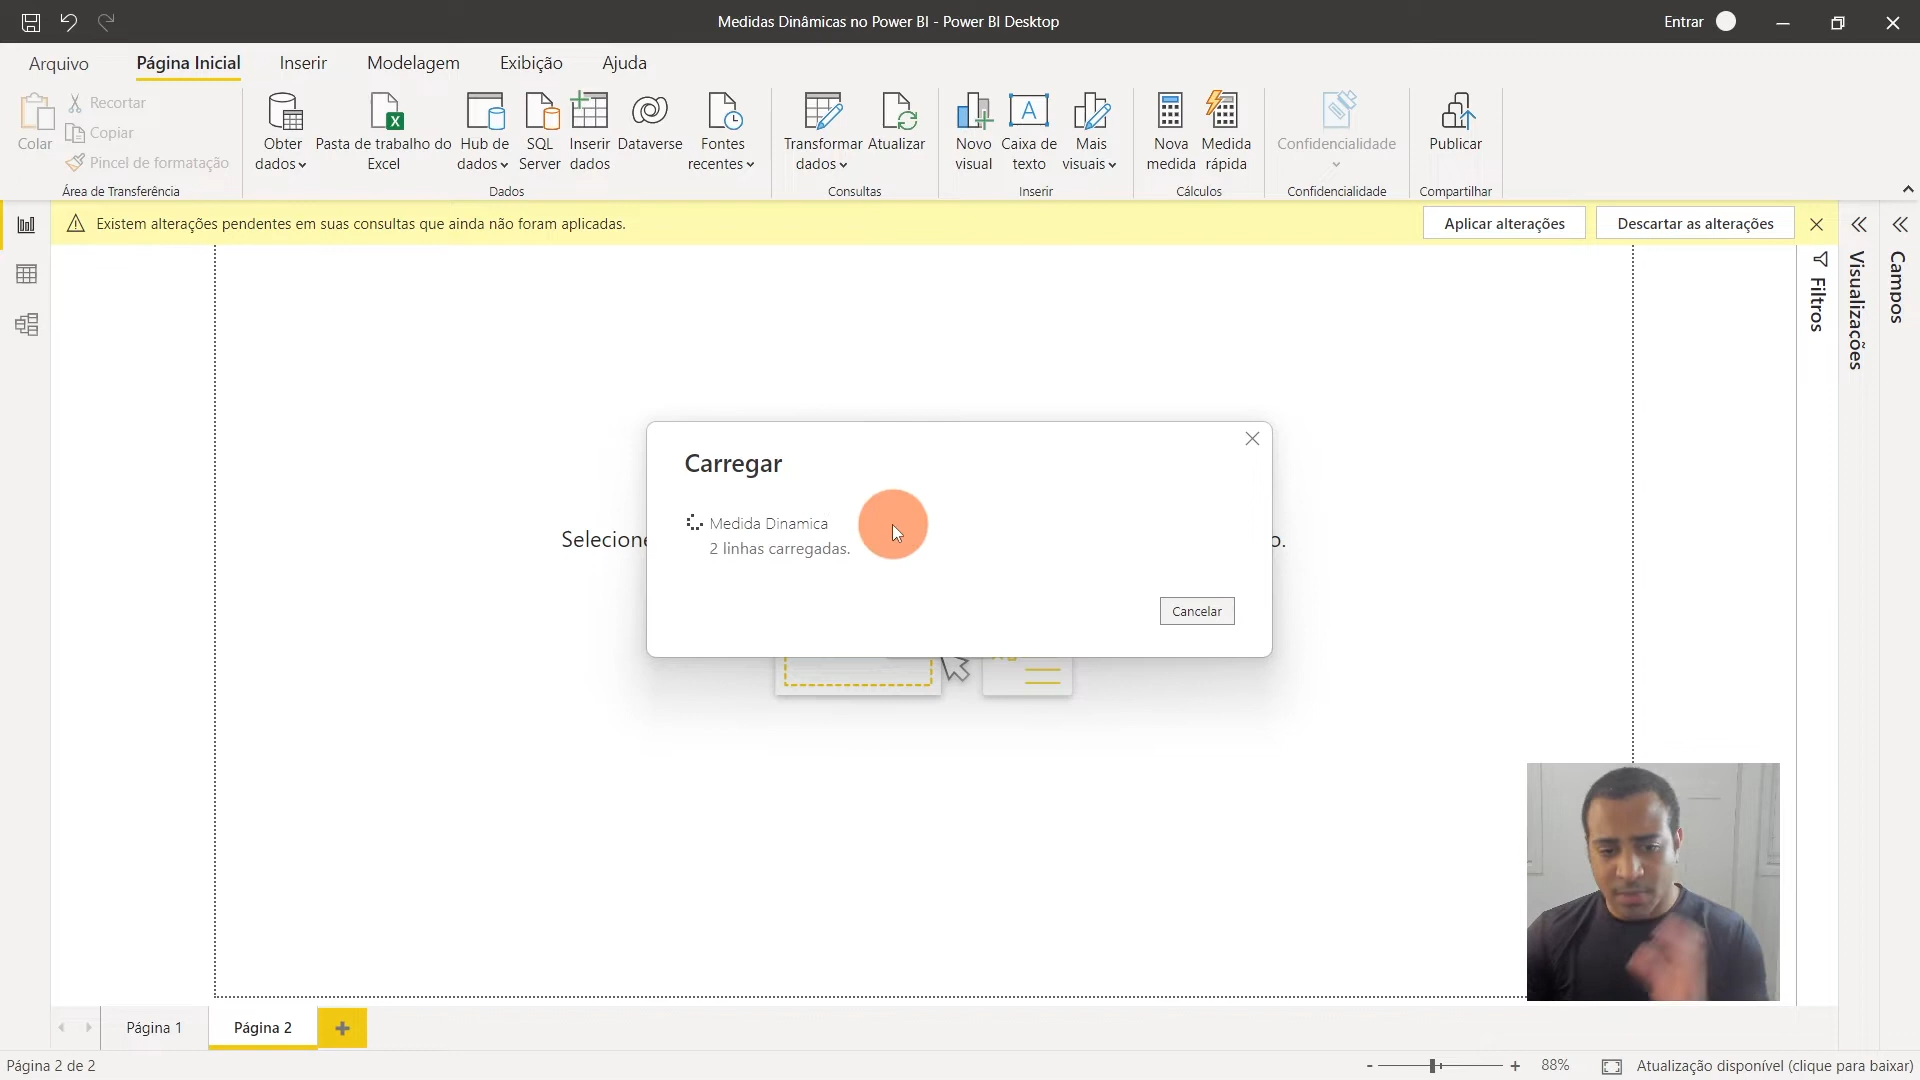 Medidas Dinâmicas no Power BI - Power BI Desktop
Entrar
Arquivo
Página Inicial
Inserir
Modelagem
Exibição
Ajuda
Colar
Recortar
Copiar
Pincel de formatação
Área de Transferência
Obter
dados
Pasta de trabalho do
Excel
Hub de
dados
SQL
Server
Inserir
dados
Dataverse
Fontes
recentes
Dados
Transformar
dados
Atualizar
Consultas
Novo
visual
Caixa de
texto
Mais
visuais
Inserir
Nova
medida
Medida
rápida
Cálculos
Confidencialidade
Confidencialidade
Publicar
Compartilhar
Existem alterações pendentes em suas consultas que ainda não foram aplicadas.
Aplicar alterações
Descartar as alterações
Filtros
Visualizações
Campos
Carregar
Medida Dinamica
2 linhas carregadas.
Cancelar
Página 1
Página 2
Página 2 de 2
- + 88%
Atualização disponível (clique para baixar)